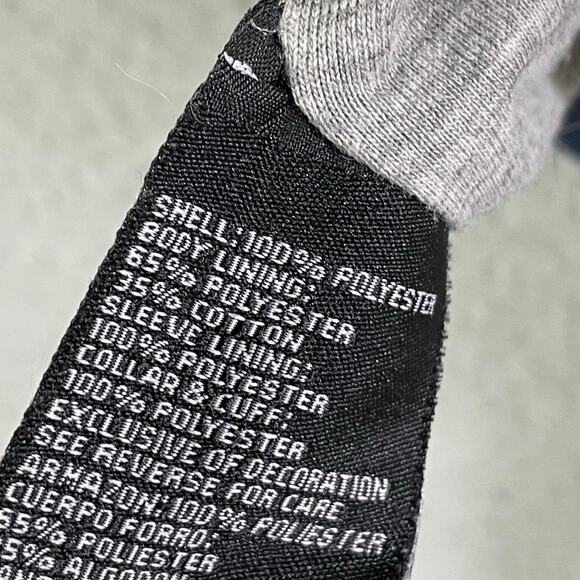 SHELL: 100% POLYESTER
BODY LINING:
65% POLYESTER
35% COTTON
SLEEVE LINING:
100% POLYESTER
COLLAR & CUFF:
100% POLYESTER
EXCLUSIVE OF DECORATION
SEE REVERSE FOR CARE
ARMAZON: 100% POLIESTER
CUERPO FORRO:
65% POLIESTER